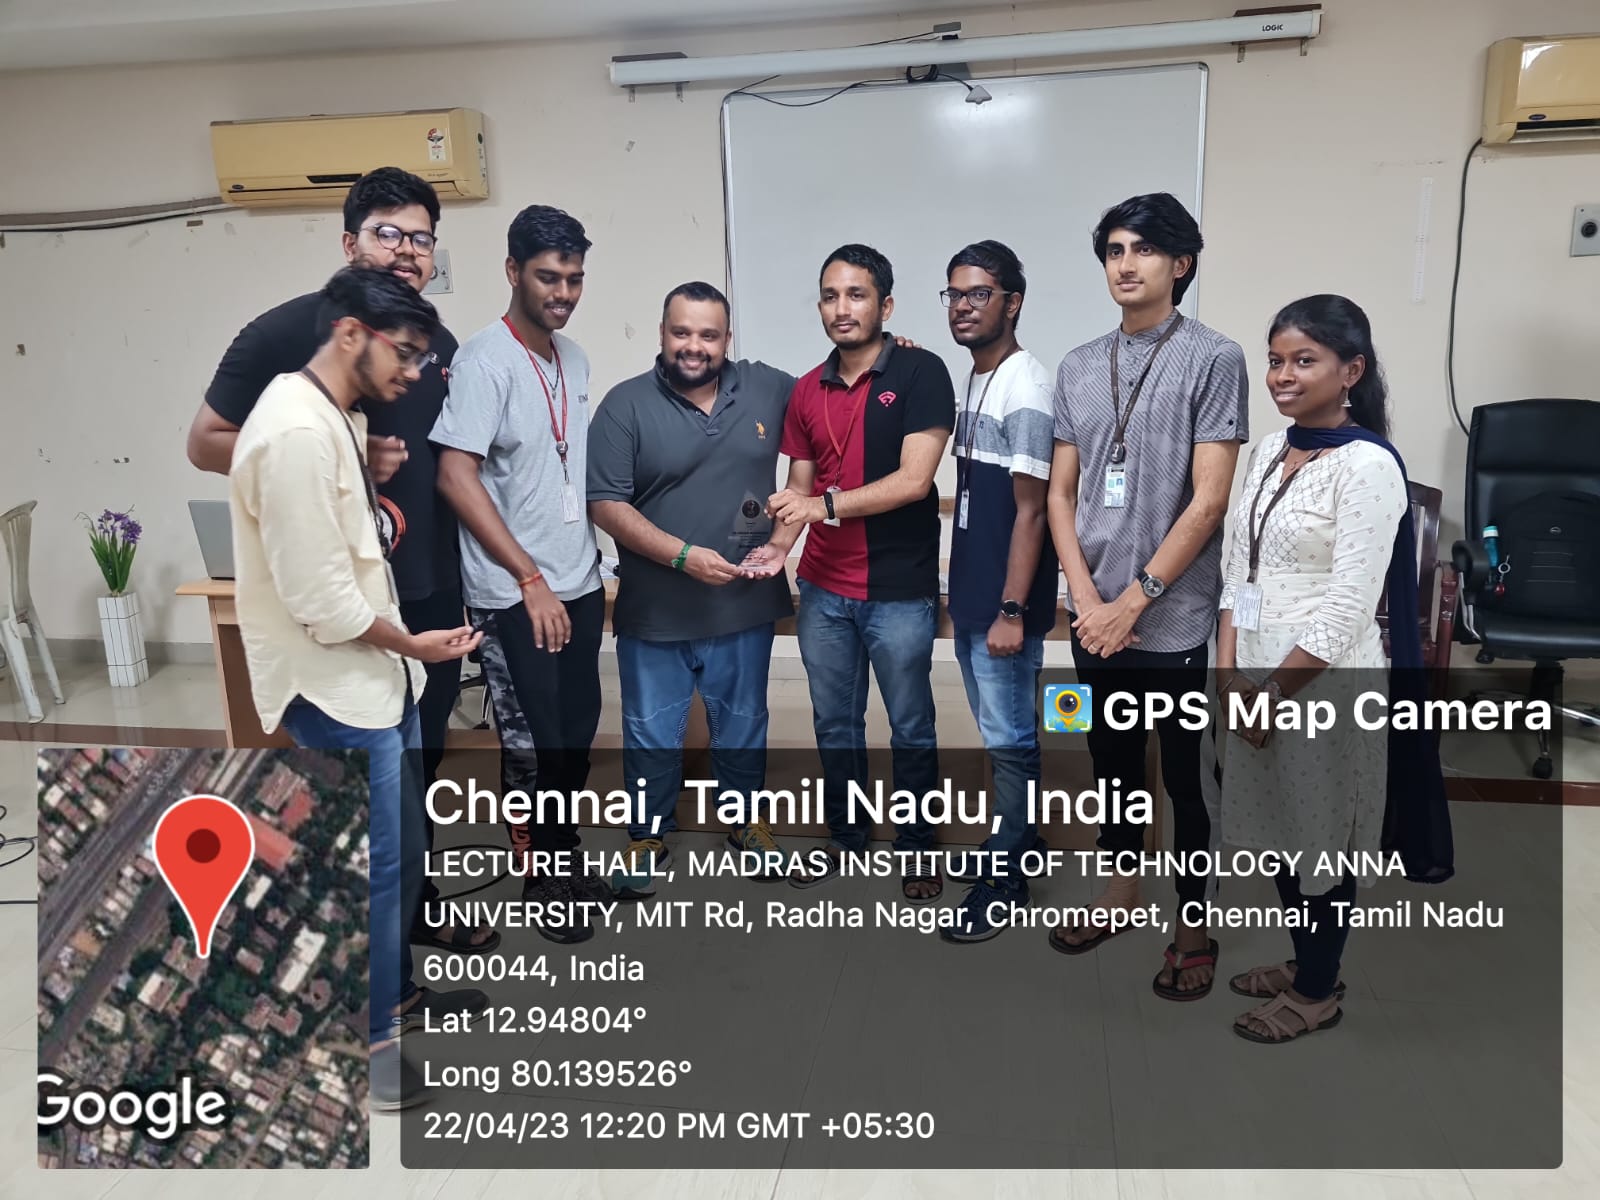 LOGIC
GPS Map Camera
Chennai, Tamil Nadu, India
LECTURE HALL, MADRAS INSTITUTE OF TECHNOLOGY ANNA
UNIVERSITY, MIT Rd, Radha Nagar, Chromepet, Chennai, Tamil Nadu
600044, India
Lat 12.94804°
Long 80.139526°
22/04/23 12:20 PM GMT +05:30
Google